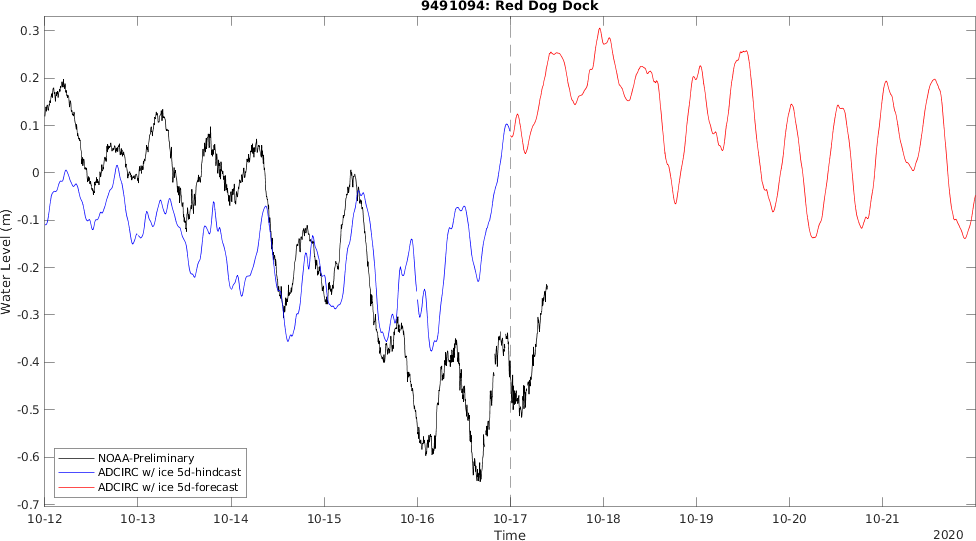 9491094: Red Dog Dock
Water Level (m)
0.3
0.2
0.1
0
-0.1
-0.2
-0.3
-0.4
-0.5
-0.6
-0.7
NOAA-Preliminary
ADCIRC w/ ice 5d-hindcast
ADCIRC w/ ice 5d-forecast
10-12 10-13 10-14 10-15 10-16 10-17 10-18 10-19 10-20 10-21
Time
2020